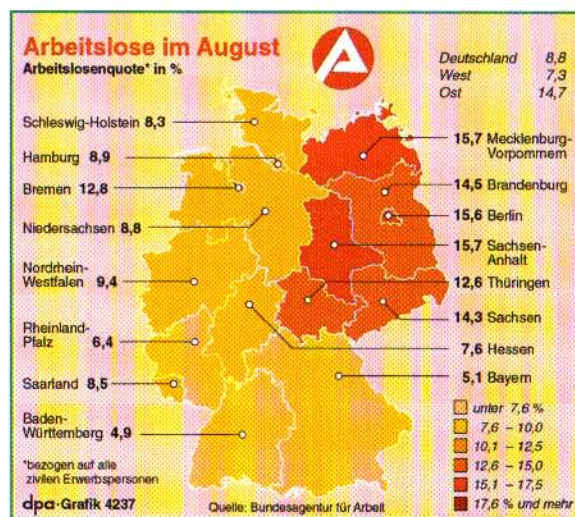 Arbeitslose im August
Arbeitslosenquote* in %
Deutschland 8,8
West 7,3
Ost 14,7
Schleswig-Holstein 8,3
Hamburg 8,9
Bremen 12,8
Niedersachsen 8,8
Nordrhein-
Westfalen 9,4
Rheinland-
Pfalz 6,4
Saarland 8,5
Baden-
Württemberg 4,9
15,7 Mecklenburg-
Vorpommern
14,5 Brandenburg
15,6 Berlin
15,7 Sachsen-
Anhalt
12,6 Thüringen
14,3 Sachsen
7,6 Hessen
5,1 Bayern
unter 7,6 %
7,6 – 10,0
10,1 – 12,5
12,6 – 15,0
15,1 – 17,5
17,6 % und mehr
*bezogen auf alle
zivilen Erwerbspersonen
dpa-Grafik 4237
Quelle: Bundesagentur für Arbeit